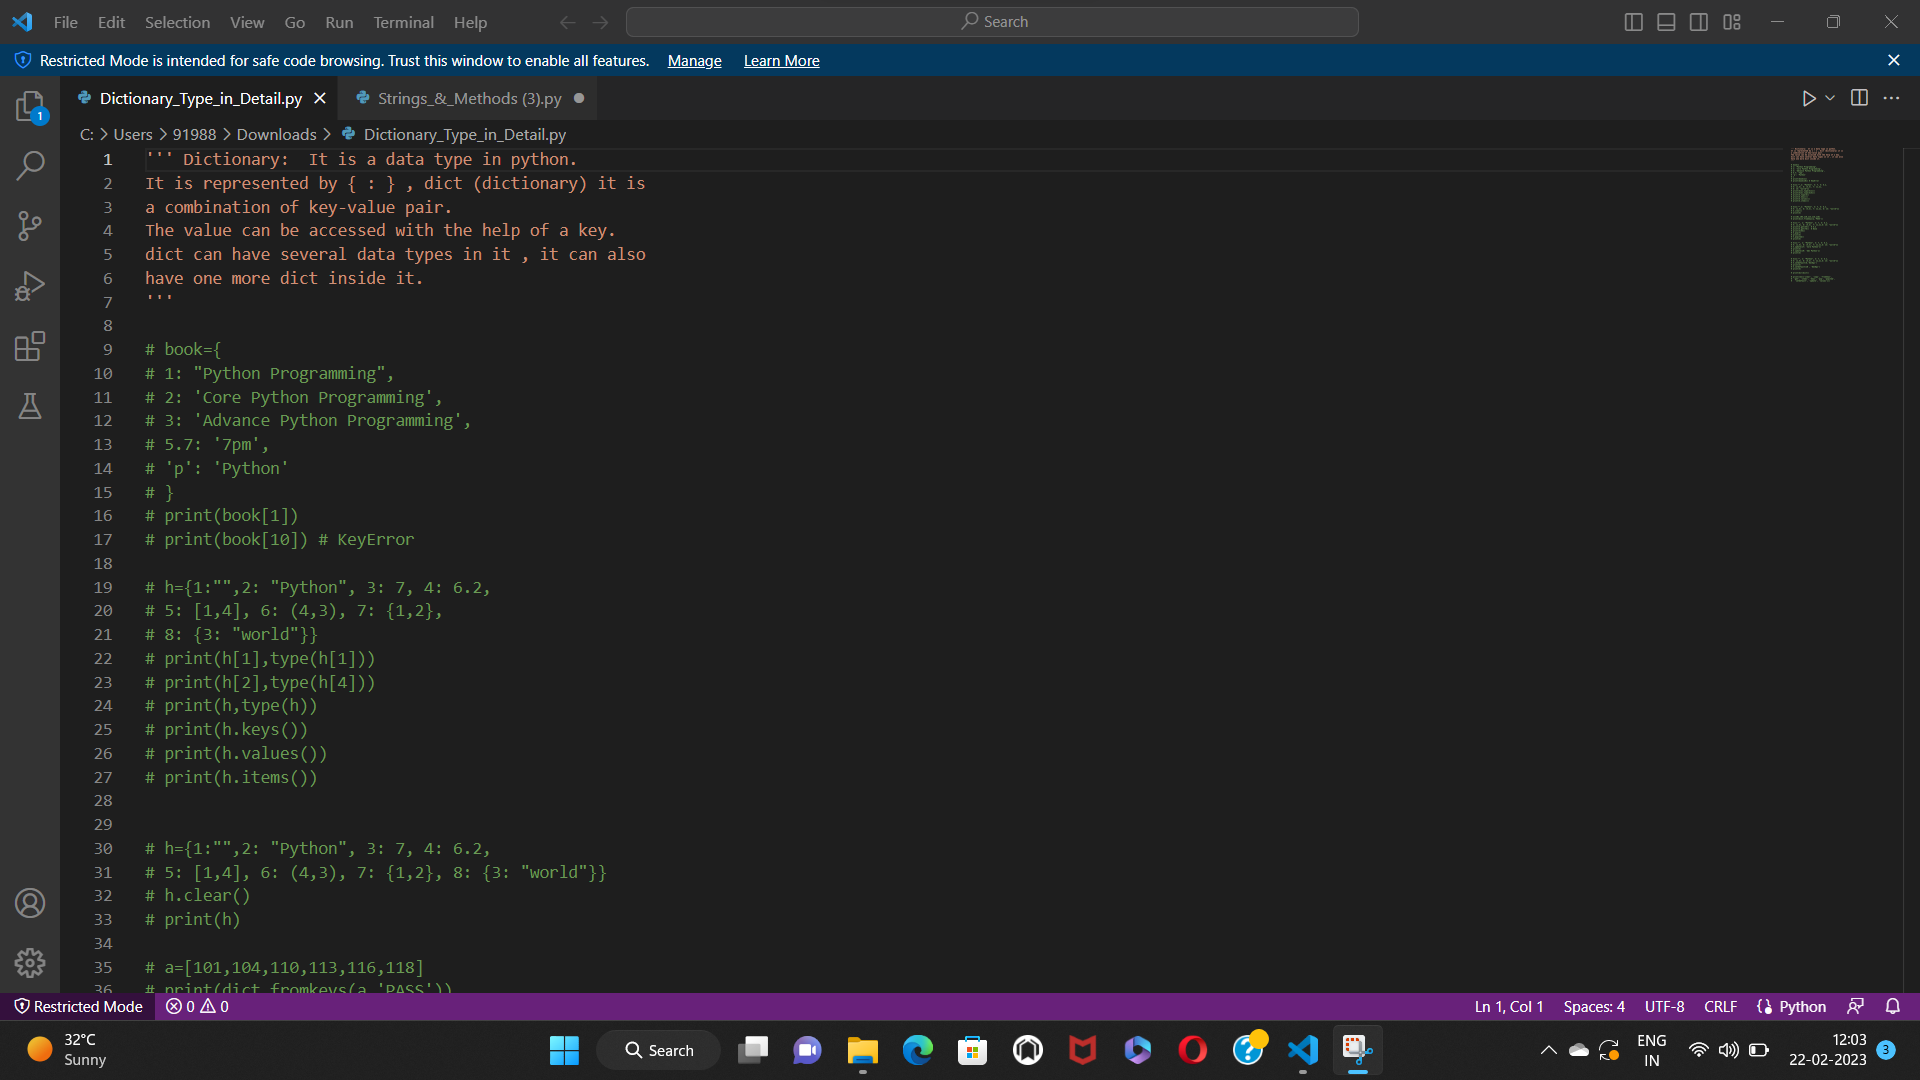 File Edit Selection View Go Run Terminal Help Search
Restricted Mode is intended for safe code browsing. Trust this window to enable all features. Manage Learn More
Dictionary_Type_in_Detail.py Strings_&_Methods (3).py
C: > Users > 91988 > Downloads > Dictionary_Type_in_Detail.py
1 ''' Dictionary:  It is a data type in python.
2 It is represented by { : } , dict (dictionary) it is
3 a combination of key-value pair.
4 The value can be accessed with the help of a key.
5 dict can have several data types in it , it can also
6 have one more dict inside it.
7 '''
8
9 # book={
10 # 1: "Python Programming",
11 # 2: 'Core Python Programming',
12 # 3: 'Advance Python Programming',
13 # 5.7: '7pm',
14 # 'p': 'Python'
15 # }
16 # print(book[1])
17 # print(book[10]) # KeyError
18
19 # h={1:"",2: "Python", 3: 7, 4: 6.2,
20 # 5: [1,4], 6: (4,3), 7: {1,2},
21 # 8: {3: "world"}}
22 # print(h[1],type(h[1]))
23 # print(h[2],type(h[4]))
24 # print(h,type(h))
25 # print(h.keys())
26 # print(h.values())
27 # print(h.items())
28
29
30 # h={1:"",2: "Python", 3: 7, 4: 6.2,
31 # 5: [1,4], 6: (4,3), 7: {1,2}, 8: {3: "world"}}
32 # h.clear()
33 # print(h)
34
35 # a=[101,104,110,113,116,118]
36 # print(dict.fromkeys(a,'PASS'))
Restricted Mode 0 0 Ln 1, Col 1 Spaces: 4 UTF-8 CRLF Python
32°C
Sunny
Search
ENG
IN
12:03
22-02-2023
3
1